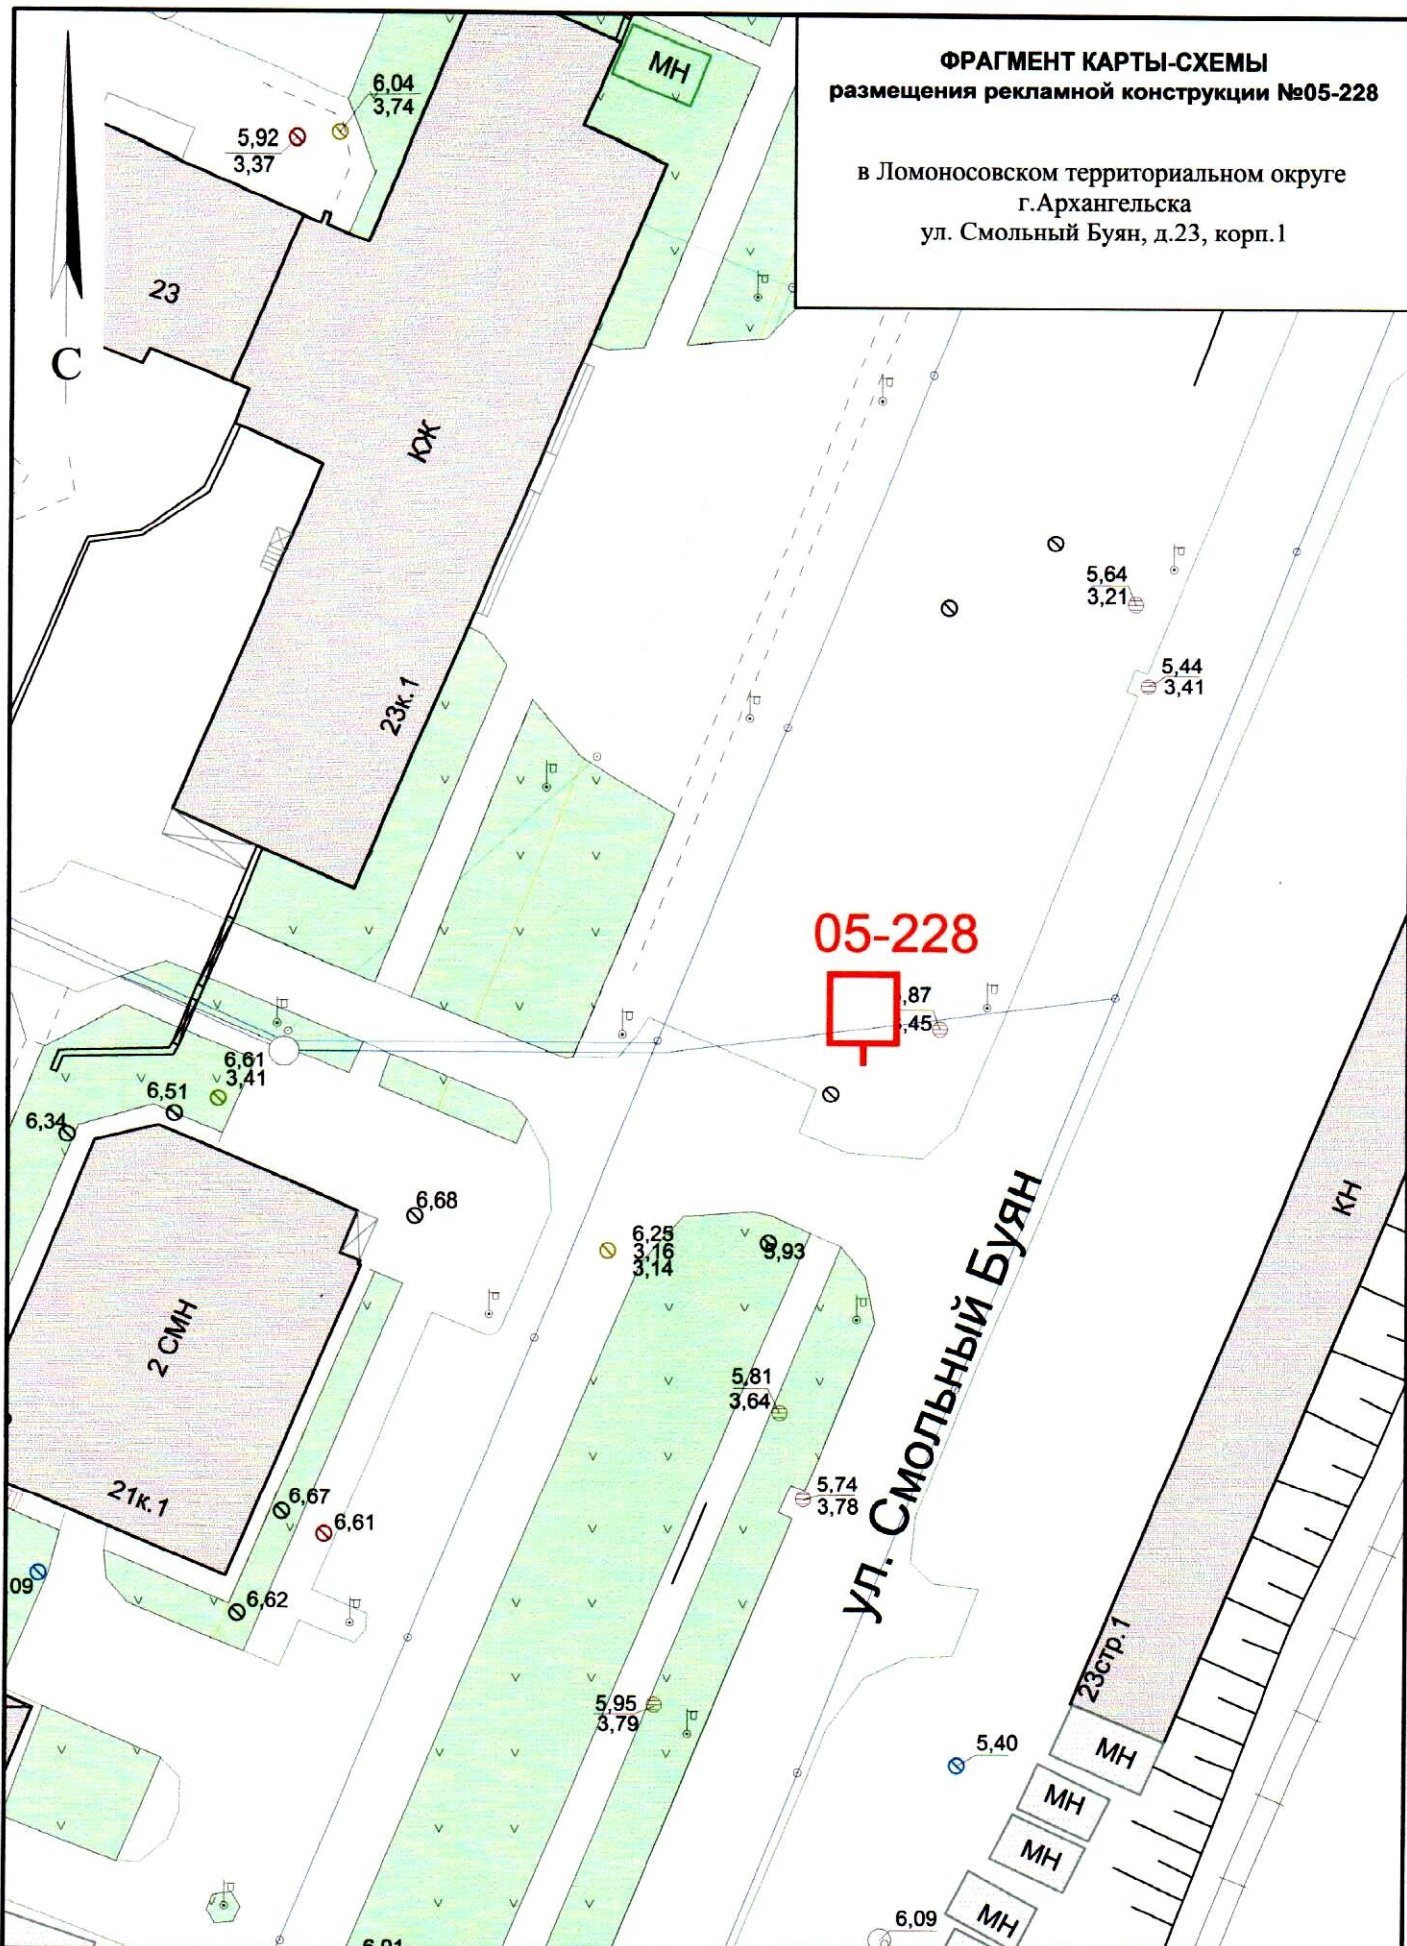 ФРАГМЕНТ КАРТЫ-СХЕМЫ
размещения рекламной конструкции №05-228
в Ломоносовском территориальном округе
г.Архангельска
ул. Смольный Буян, д.23, корп.1
МН
6,04
3,74
5,92
3,37
23
С
КЖ
5,64
3,21
5,44
3,41
23к.1
05-228
,87
,45
6,61
3,41
6,51
6,34
6,68
КН
6,25
3,16
3,14
5,93
2 СМН
5,81
3,64
ул. Смольный Буян
21к.1
5,74
3,78
6,67
6,61
09
6,62
23стр.1
5,95
3,79
5,40
МН
МН
МН
МН
6,09